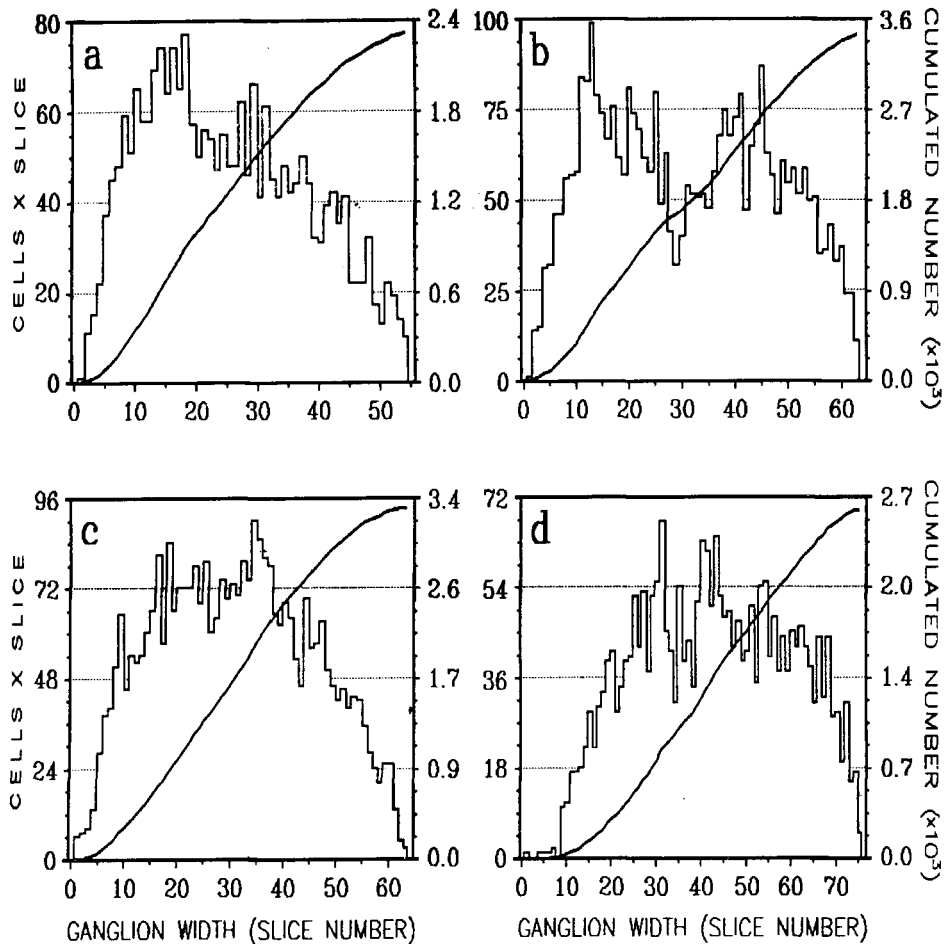 a
CELLS x SLICE
80
60
40
20
0
2.4
1.8
1.2
0.6
0.0
0 10 20 30 40 50
b
100
75
50
25
0
3.6
2.7
1.8
0.9
0.0
0 10 20 30 40 50 60
CUMULATED NUMBER (×10³)
c
CELLS x SLICE
96
72
48
24
0
3.4
2.6
1.7
0.9
0.0
0 10 20 30 40 50 60
GANGLION WIDTH (SLICE NUMBER)
d
72
54
36
18
0
2.7
2.0
1.4
0.7
0.0
0 10 20 30 40 50 60 70
GANGLION WIDTH (SLICE NUMBER)
CUMULATED NUMBER (×10³)